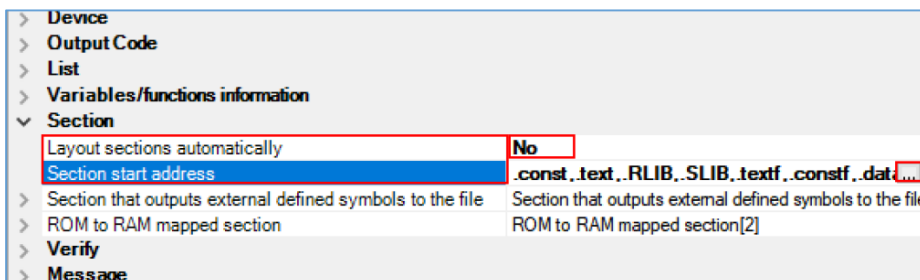 Device
Output Code
List
Variables/functions information
Section
Layout sections automatically No
Section start address .const,.text,.RLIB,.SLIB,.textf,.constf,.data ...
Section that outputs external defined symbols to the file Section that outputs external defined symbols to the file
ROM to RAM mapped section ROM to RAM mapped section[2]
Verify
Message